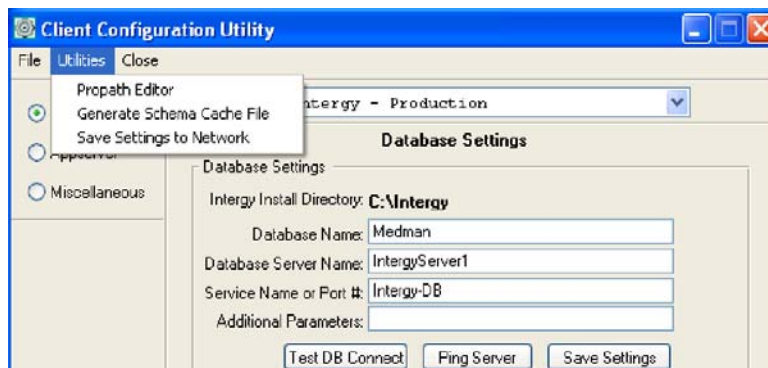 Client Configuration Utility
File Utilities Close
Propath Editor
Generate Schema Cache File
Save Settings to Network
ntergy - Production
Appserver
Miscellaneous
Database Settings
Database Settings
Intergy Install Directory: C:\Intergy
Database Name: Medman
Database Server Name: IntergyServer1
Service Name or Port #: Intergy-DB
Additional Parameters:
Test DB Connect Ping Server Save Settings